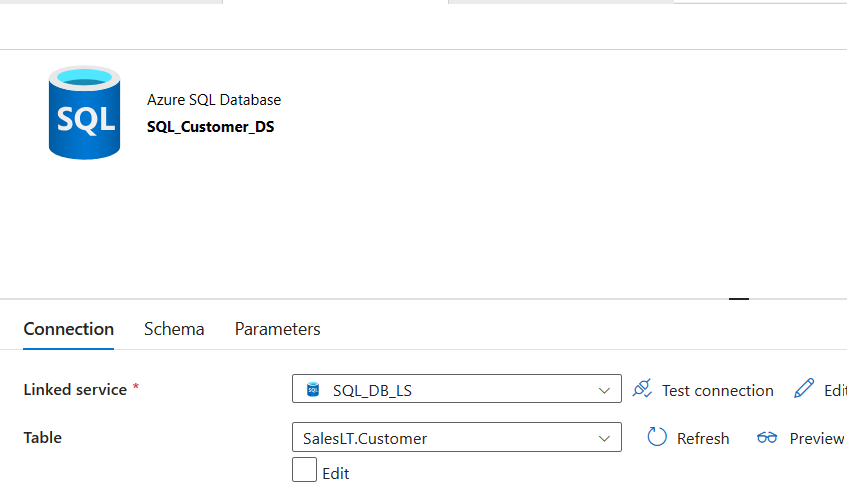 SQL
Azure SQL Database
SQL_Customer_DS
Connection Schema Parameters
Linked service * SQL_DB_LS Test connection Edit
Table SalesLT.Customer Refresh Preview
Edit